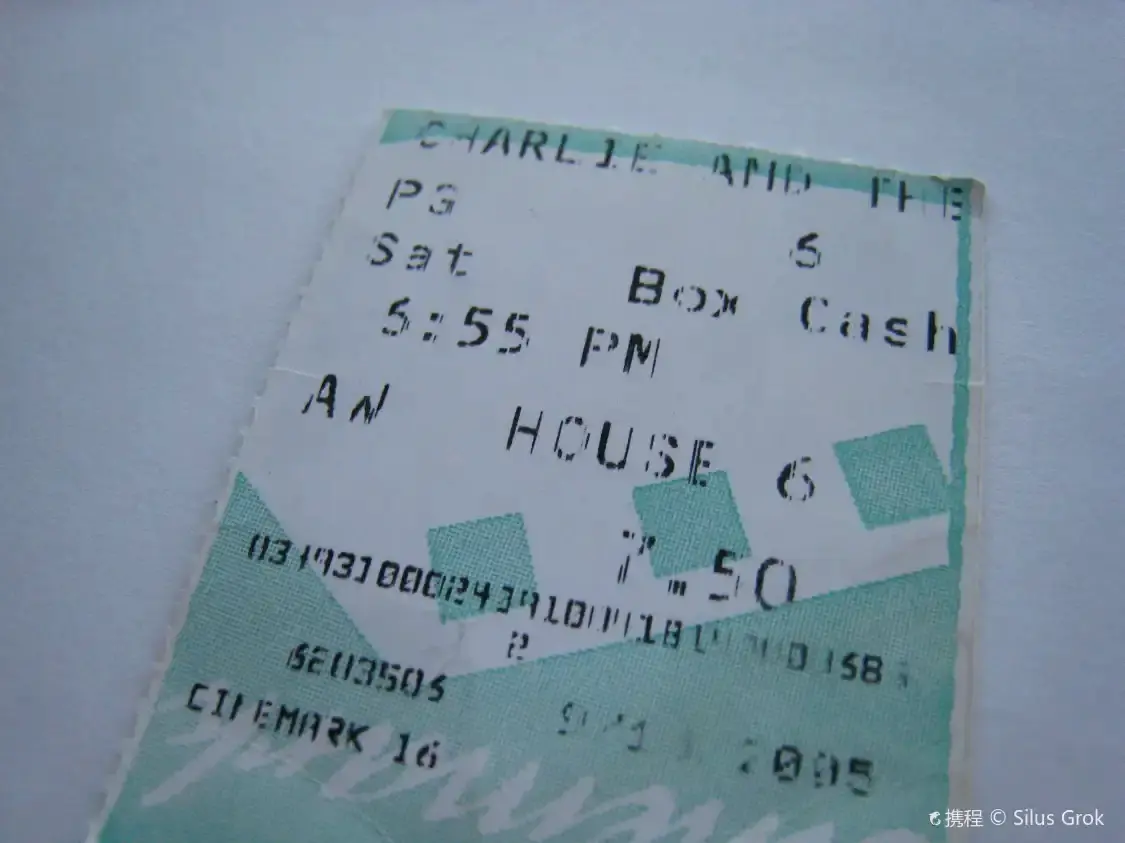 CHARLIE AND THE
PG 6
Sat Box Cash
5:55 PM
AN HOUSE 6
7.50
2
CINEMARK 16 2005
携程 © Silus Grok